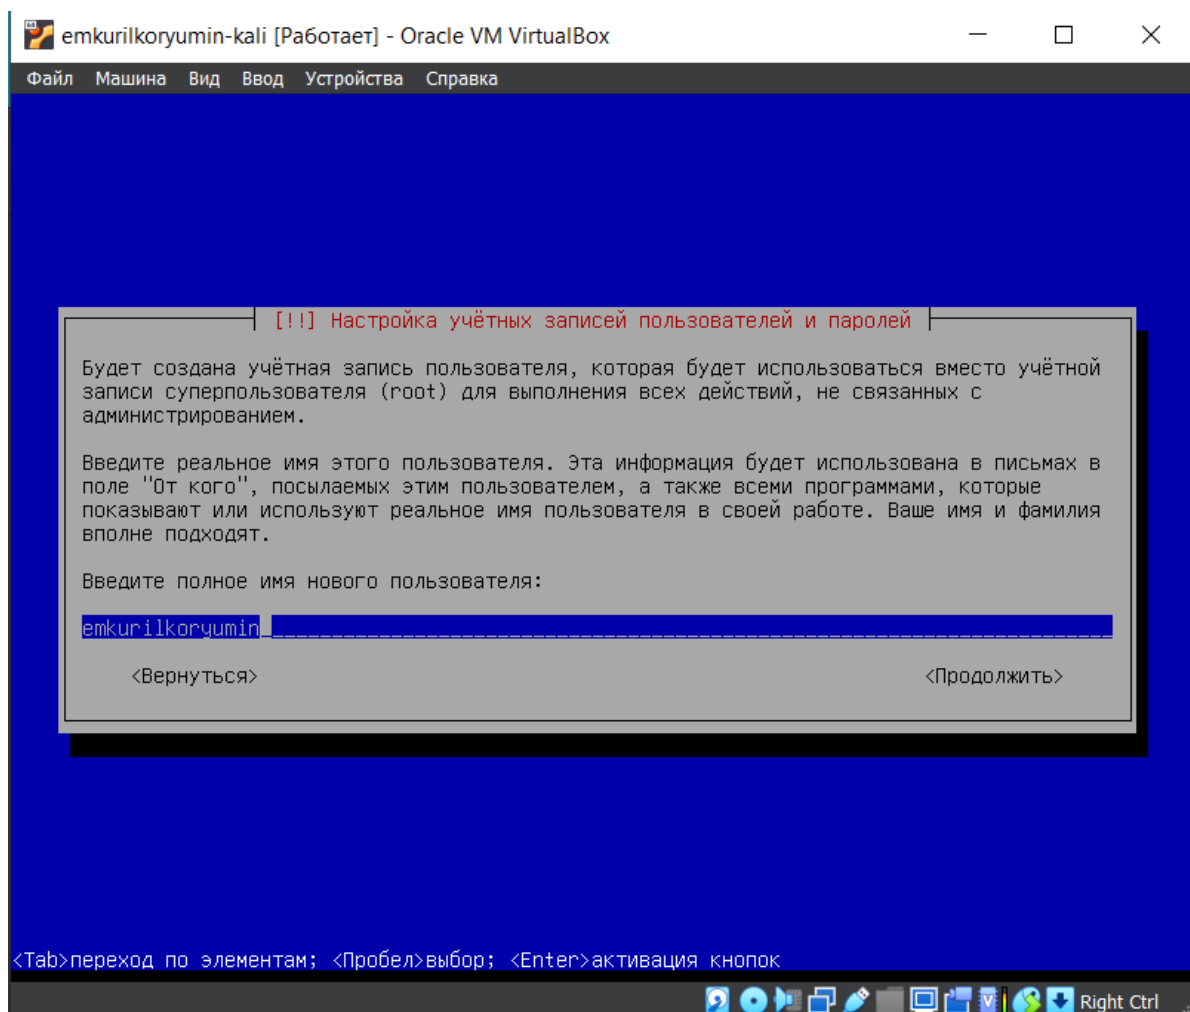 emkurilkoryumin-kali [Работает] - Oracle VM VirtualBox
Файл Машина Вид Ввод Устройства Справка
[!!] Настройка учётных записей пользователей и паролей
Будет создана учётная запись пользователя, которая будет использоваться вместо учётной
записи суперпользователя (root) для выполнения всех действий, не связанных с
администрированием.
Введите реальное имя этого пользователя. Эта информация будет использована в письмах в
поле "От кого", посылаемых этим пользователем, а также всеми программами, которые
показывают или используют реальное имя пользователя в своей работе. Ваше имя и фамилия
вполне подходят.
Введите полное имя нового пользователя:
emkurilkoryumin
<Вернуться> <Продолжить>
<Tab>переход по элементам; <Пробел>выбор; <Enter>активация кнопок
Right Ctrl